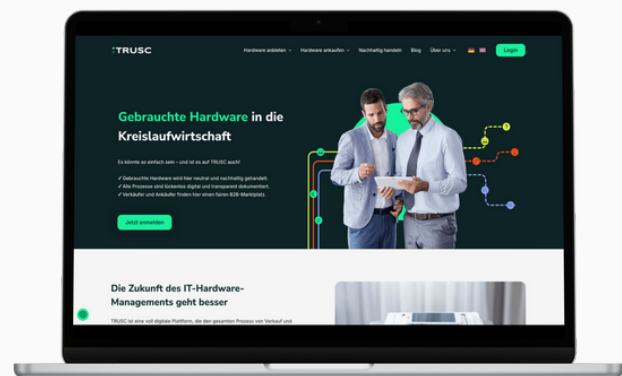 TRUSC
Hardware anbieten
Hardware ankaufen
Nachhaltig handeln
Blog
Über uns
Login
Gebrauchte Hardware in die
Kreislaufwirtschaft
Es könnte so einfach sein – und ist es auf TRUSC auch!
✓ Gebrauchte Hardware wird hier neutral und nachhaltig gehandelt.
✓ Alle Prozesse sind lückenlos digital und transparent dokumentiert.
✓ Verkäufer und Ankäufer finden hier einen fairen B2B-Marktplatz.
Jetzt anmelden
Die Zukunft des IT-Hardware-
Managements geht besser
TRUSC ist eine voll digitale Plattform, die den gesamten Prozess von Verkauf und